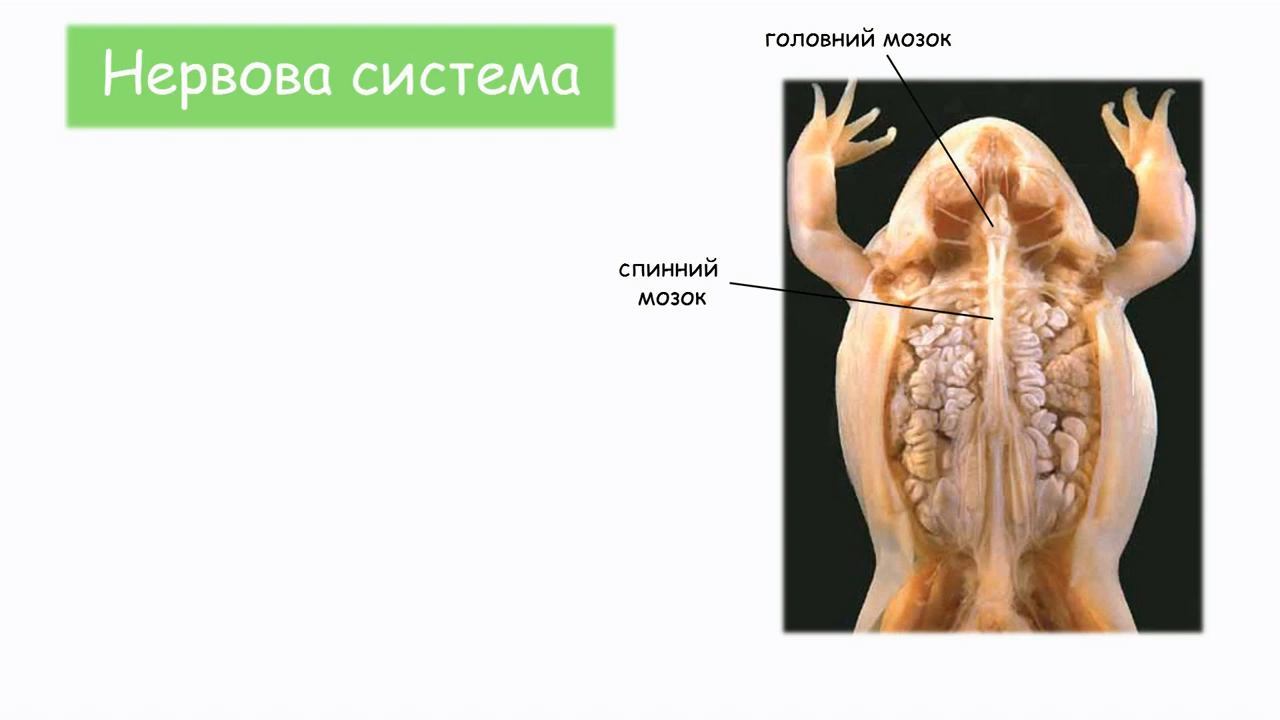 Нервова система
головний мозок
спинний
мозок